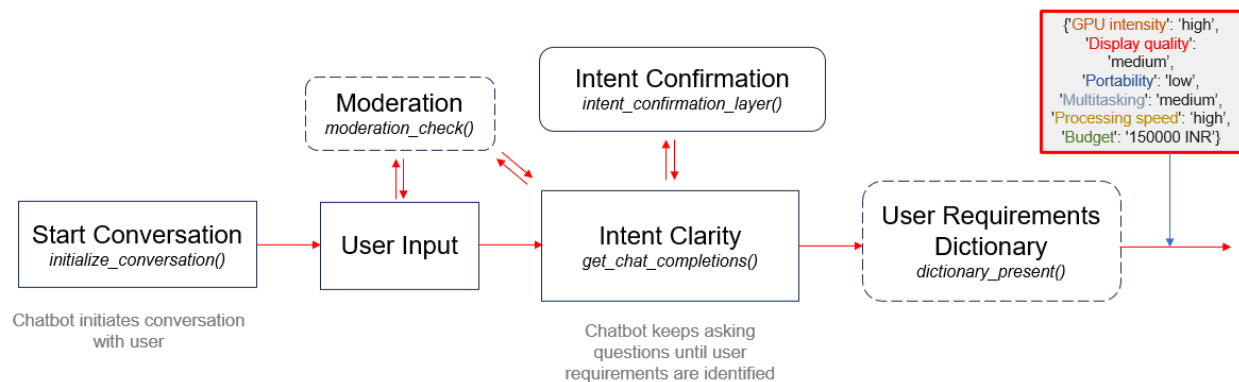 {'GPU intensity': ‘high’,
'Display quality':
'medium’,
'Portability': 'low’,
'Multitasking': 'medium’,
'Processing speed': ‘high’,
'Budget': '150000 INR'}
Moderation
moderation_check()
Intent Confirmation
intent_confirmation_layer()
Start Conversation
initialize_conversation()
User Input
Intent Clarity
get_chat_completions()
User Requirements
Dictionary
dictionary_present()
Chatbot initiates conversation
with user
Chatbot keeps asking
questions until user
requirements are identified